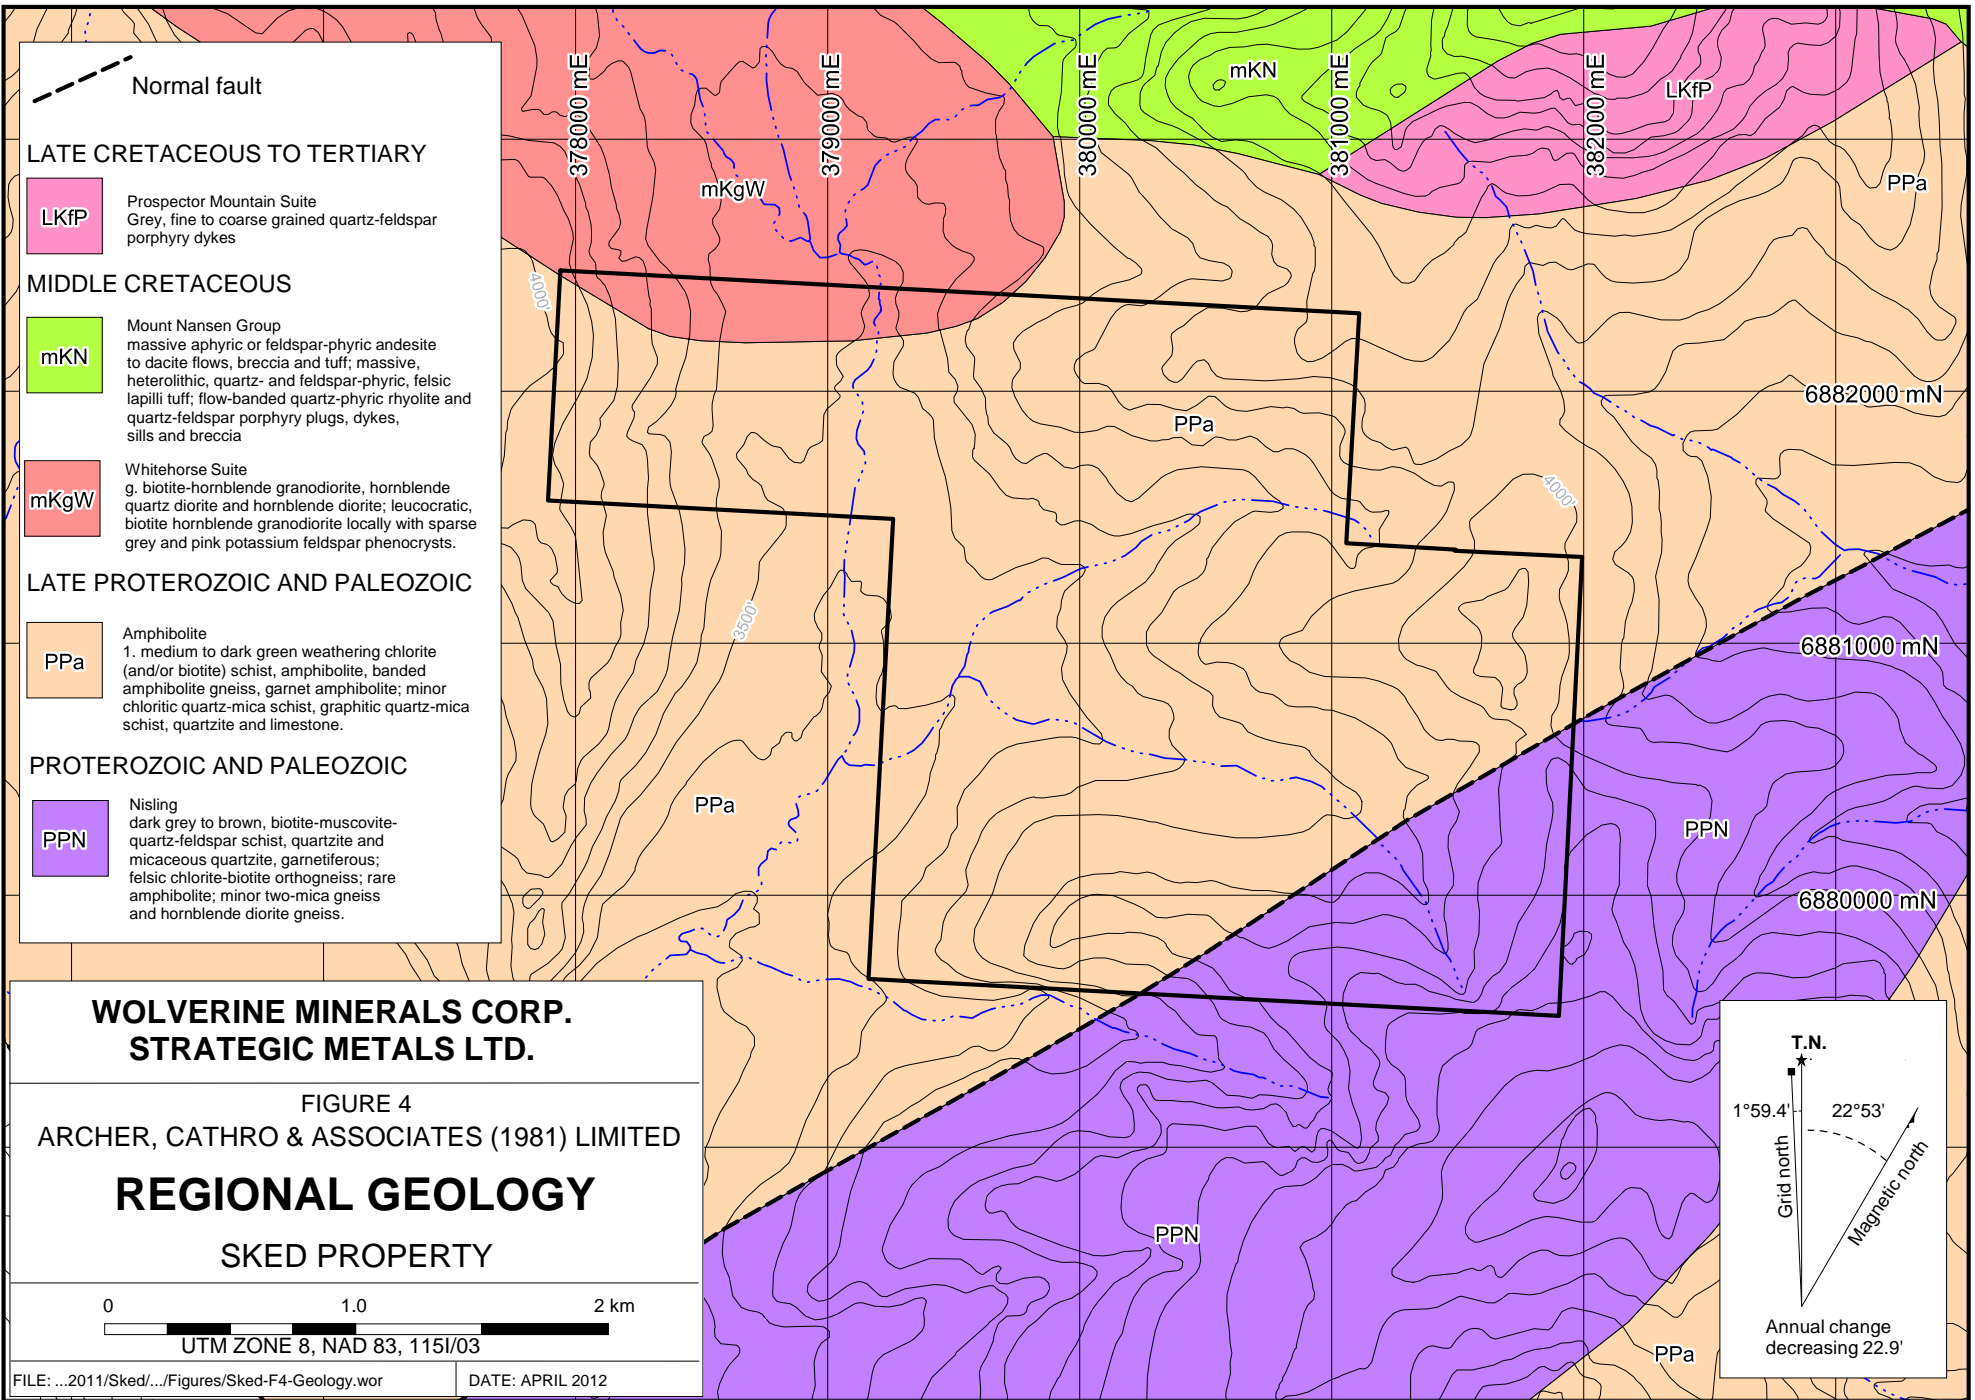 Normal fault
LATE CRETACEOUS TO TERTIARY
LKfP
Prospector Mountain Suite
Grey, fine to coarse grained quartz-feldspar
porphyry dykes
MIDDLE CRETACEOUS
mKN
Mount Nansen Group
massive aphyric or feldspar-phyric andesite
to dacite flows, breccia and tuff; massive,
heterolithic, quartz- and feldspar-phyric, felsic
lapilli tuff; flow-banded quartz-phyric rhyolite and
quartz-feldspar porphyry plugs, dykes,
sills and breccia
mKgW
Whitehorse Suite
g. biotite-hornblende granodiorite, hornblende
quartz diorite and hornblende diorite; leucocratic,
biotite hornblende granodiorite locally with sparse
grey and pink potassium feldspar phenocrysts.
LATE PROTEROZOIC AND PALEOZOIC
PPa
Amphibolite
1. medium to dark green weathering chlorite
(and/or biotite) schist, amphibolite, banded
amphibolite gneiss, garnet amphibolite; minor
chloritic quartz-mica schist, graphitic quartz-mica
schist, quartzite and limestone.
PROTEROZOIC AND PALEOZOIC
PPN
Nisling
dark grey to brown, biotite-muscovite-
quartz-feldspar schist, quartzite and
micaceous quartzite, garnetiferous;
felsic chlorite-biotite orthogneiss; rare
amphibolite; minor two-mica gneiss
and hornblende diorite gneiss.
378000 mE
379000 mE
380000 mE
381000 mE
382000 mE
mKN
LKfP
mKgW
PPa
4000'
6882000 mN
PPa
4000'
3500'
6881000 mN
PPa
PPN
6880000 mN
PPN
PPa
WOLVERINE MINERALS CORP.
STRATEGIC METALS LTD.
FIGURE 4
ARCHER, CATHRO & ASSOCIATES (1981) LIMITED
REGIONAL GEOLOGY
SKED PROPERTY
0 1.0 2 km
UTM ZONE 8, NAD 83, 115I/03
FILE: ...2011/Sked/.../Figures/Sked-F4-Geology.wor
DATE: APRIL 2012
T.N.
1°59.4' 22°53'
Grid north
Magnetic north
Annual change
decreasing 22.9'